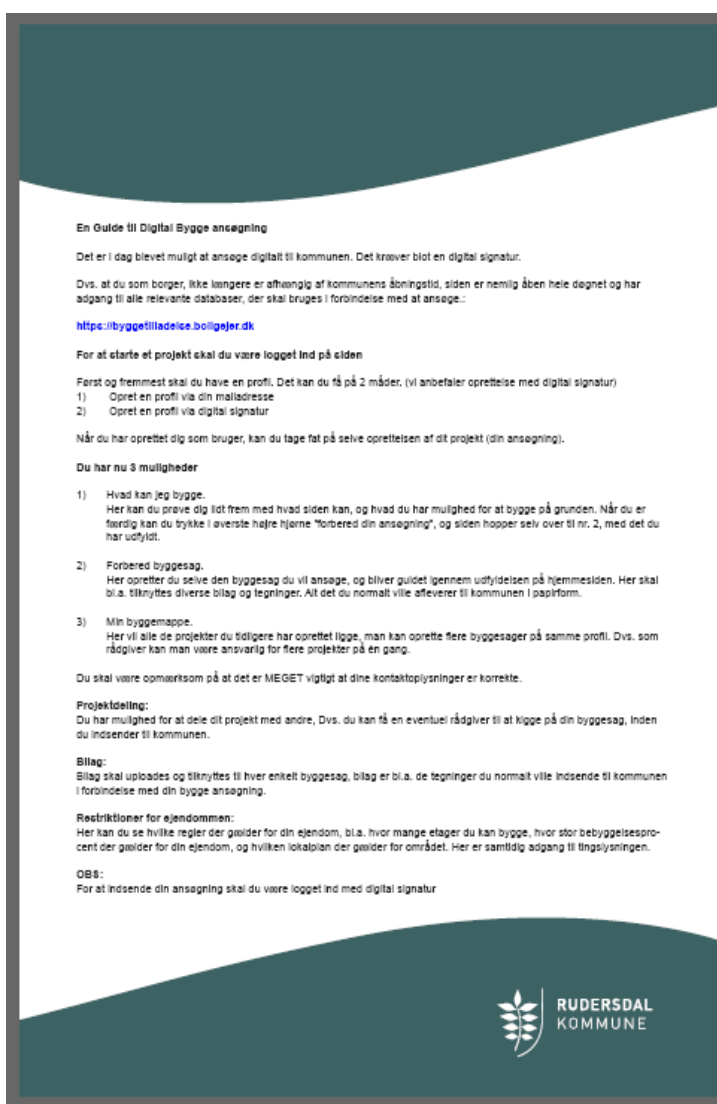 En Guide til Digital Bygge ansøgning
Det er i dag blevet muligt at ansøge digitalt til kommunen. Det kræver blot en digital signatur.
Dvs. at du som borger, ikke længere er afhængig af kommunens åbningstid, siden er nemlig åben hele døgnet og har
adgang til alle relevante databaser, der skal bruges i forbindelse med at ansøge.:
https://byggetilladelse.boligejer.dk
For at starte et projekt skal du være logget ind på siden
Først og fremmest skal du have en profil. Det kan du få på 2 måder. (vi anbefaler oprettelse med digital signatur)
1) Opret en profil via din mailadresse
2) Opret en profil via digital signatur
Når du har oprettet dig som bruger, kan du tage fat på selve oprettelsen af dit projekt (din ansøgning).
Du har nu 3 muligheder
1) Hvad kan jeg bygge.
Her kan du prøve dig lidt frem med hvad siden kan, og hvad du har mulighed for at bygge på grunden. Når du er
færdig kan du trykke i øverste højre hjørne "forbered din ansøgning", og siden hopper selv over til nr. 2, med det du
har udfyldt.
2) Forbered byggesag.
Her opretter du selve den byggesag du vil ansøge, og bliver guidet igennem udfyldelsen på hjemmesiden. Her skal
bl.a. tilknyttes diverse bilag og tegninger. Alt det du normalt ville afleverer til kommunen i papirform.
3) Min byggemappe.
Her vil alle de projekter du tidligere har oprettet ligge, man kan oprette flere byggesager på samme profil. Dvs. som
rådgiver kan man være ansvarlig for flere projekter på én gang.
Du skal være opmærksom på at det er MEGET vigtigt at dine kontaktoplysninger er korrekte.
Projektdeling:
Du har mulighed for at dele dit projekt med andre, Dvs. du kan få en eventuel rådgiver til at kigge på din byggesag, inden
du indsender til kommunen.
Bilag:
Bilag skal uploades og tilknyttes til hver enkelt byggesag, bilag er bl.a. de tegninger du normalt ville indsende til kommunen
i forbindelse med din bygge ansøgning.
Restriktioner for ejendommen:
Her kan du se hvilke regler der gælder for din ejendom, bl.a. hvor mange etager du kan bygge, hvor stor bebyggelsespro-
cent der gælder for din ejendom, og hvilken lokalplan der gælder for området. Her er samtidig adgang til tingslysningen.
OBS:
For at indsende din ansøgning skal du være logget ind med digital signatur
RUDERSDAL
KOMMUNE